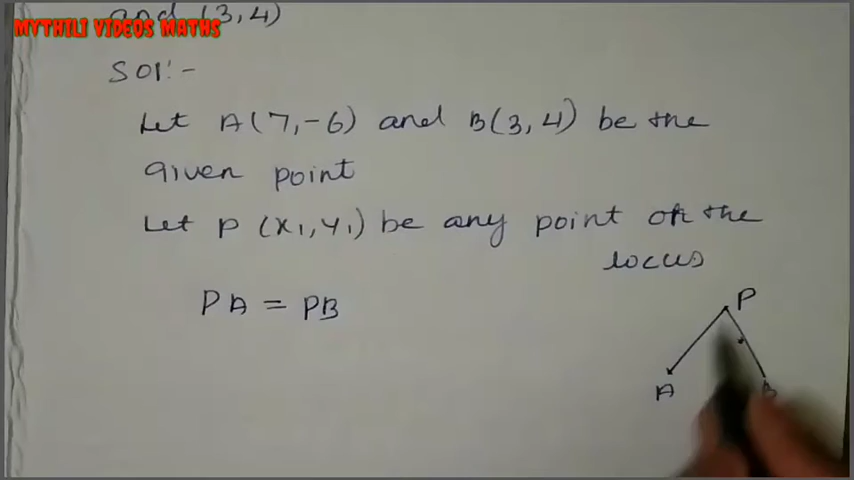 and (3,4)
MYTHILI VIDEOS MATHS
Sol:-
Let A(7,-6) and B(3,4) be the
given point
Let P (x₁,y₁) be any point on the
locus
PA = PB
P
A B